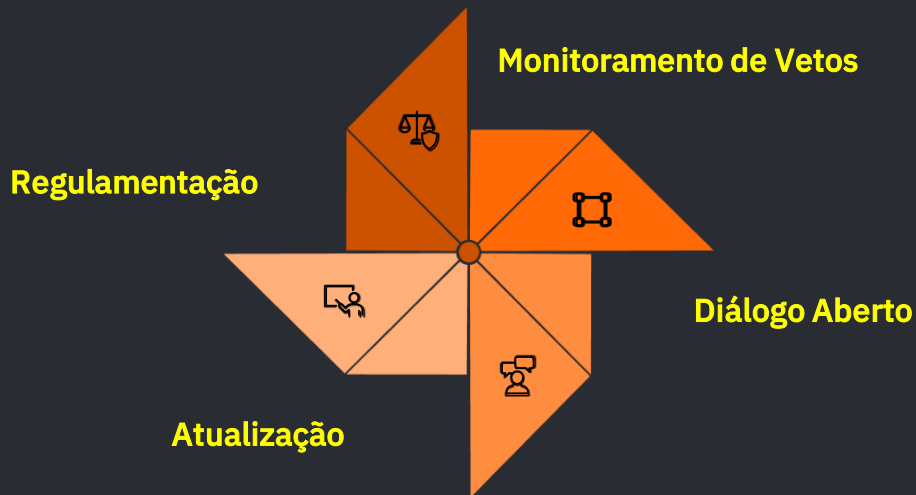 Monitoramento de Vetos
Regulamentação
Diálogo Aberto
Atualização